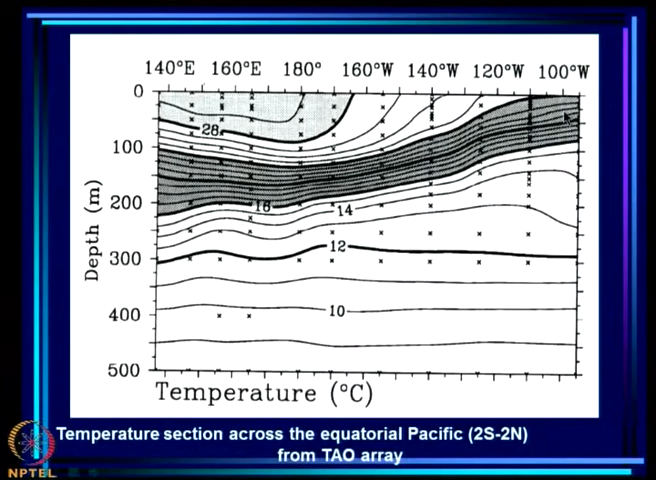 140°E 160°E 180° 160°W 140°W 120°W 100°W
0
28
100
200
16
14
12
300
10
400
500
Depth (m)
Temperature (°C)
Temperature section across the equatorial Pacific (2S-2N)
from TAO array
NPTEL